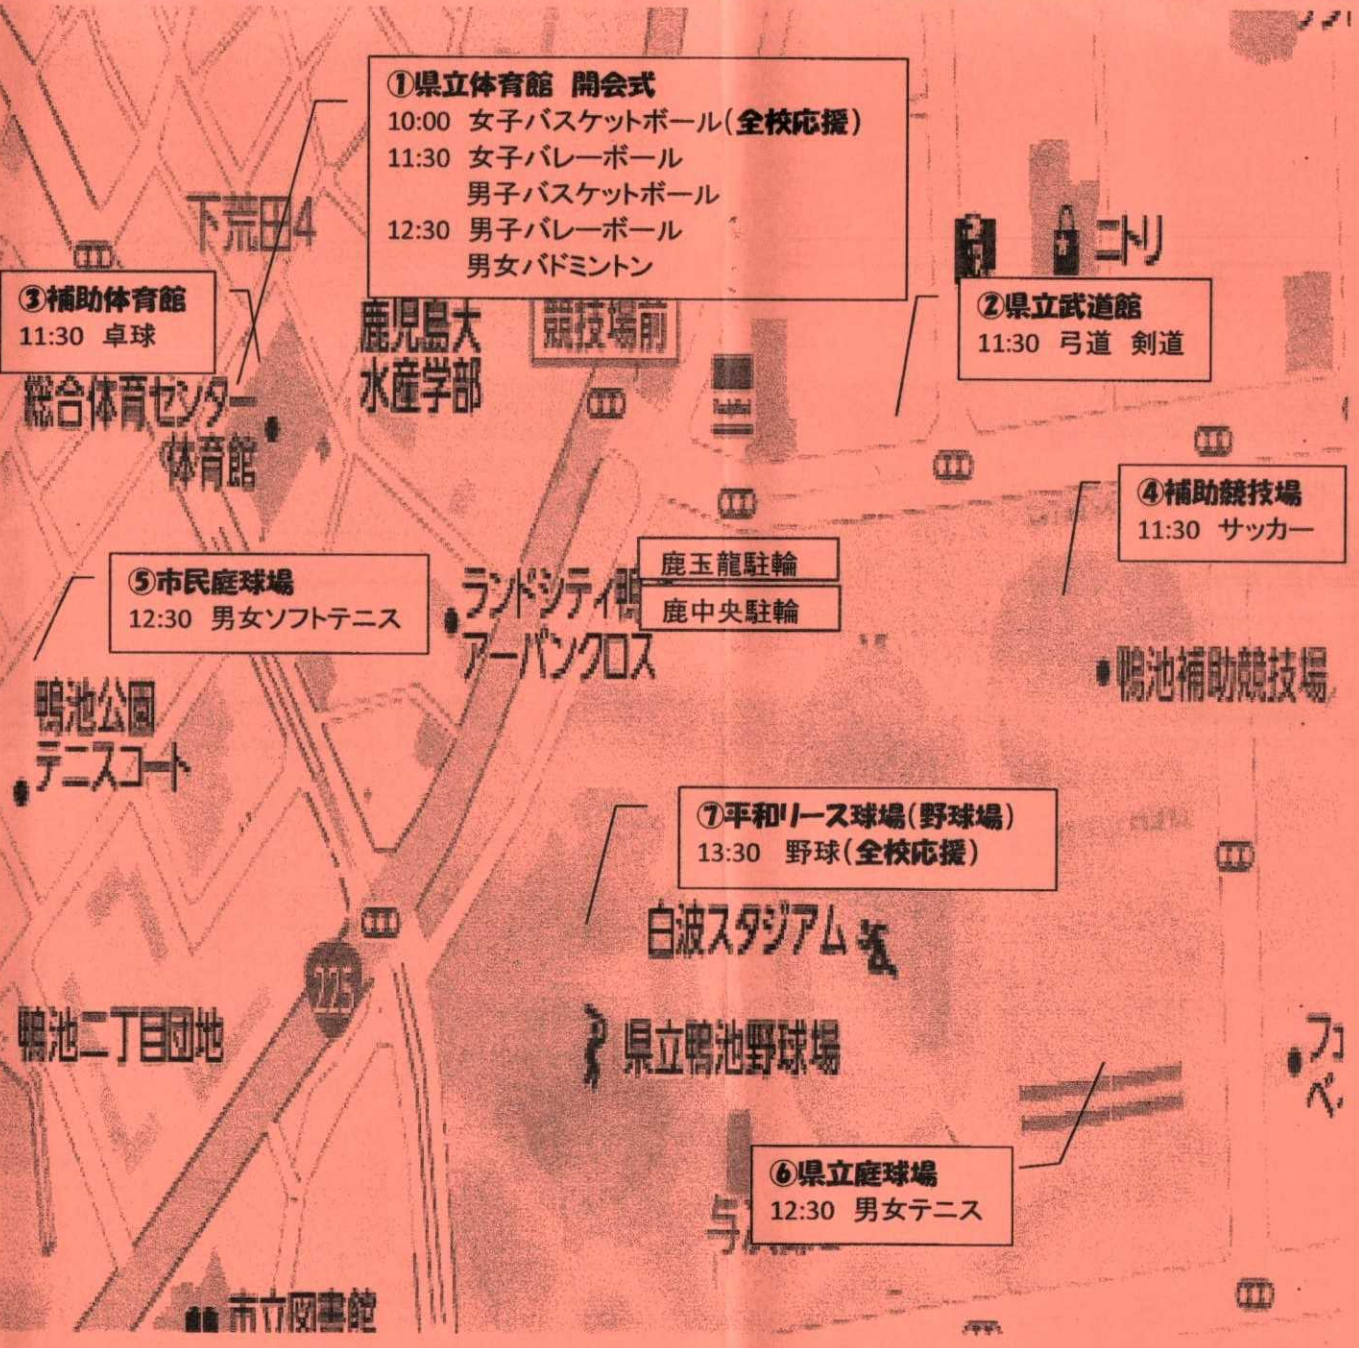 ①県立体育館 開会式
10:00 女子バスケットボール(全校応援)
11:30 女子バレーボール
男子バスケットボール
12:30 男子バレーボール
男女バドミントン
下荒田4
ニトリ
③補助体育館
11:30 卓球
②県立武道館
11:30 弓道 剣道
鹿児島大
水産学部
競技場前
総合体育センター
体育館
④補助競技場
11:30 サッカー
⑤市民庭球場
12:30 男女ソフトテニス
鹿玉龍駐輪
鹿中央駐輪
ランドシティ鴨
アーバンクロス
鴨池補助競技場
鴨池公園
テニスコート
⑦平和リース球場(野球場)
13:30 野球(全校応援)
白波スタジアム
225
鴨池二丁目団地
県立鴨池野球場
⑥県立庭球場
12:30 男女テニス
市立図書館